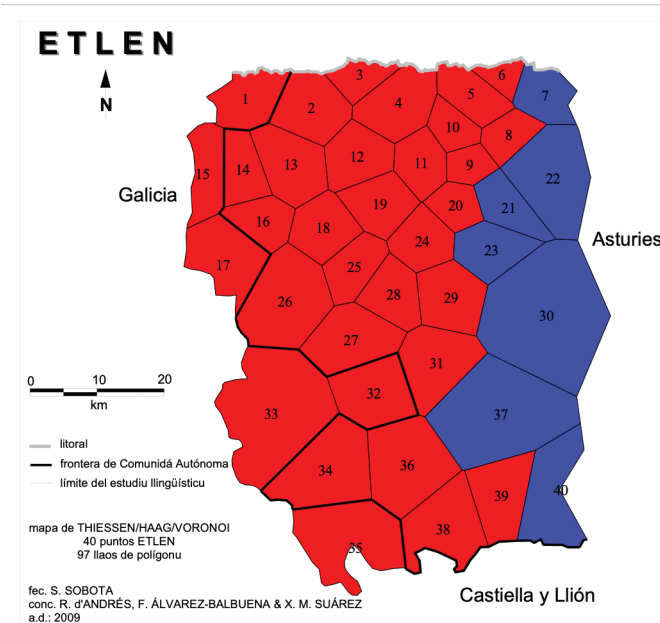 ETLEN
N
3
6
1
2
4
5
7
10
8
12
11
9
15
14
13
22
Galicia
16
18
19
20
21
17
24
23
Asturies
25
26
28
29
30
27
31
0 10 20
km
32
33
37
litoral
frontera de Comunidá Autónoma
límite del estudiu llingüísticu
34
36
39
40
mapa de THIESSEN/HAAG/VORONOI
40 puntos ETLEN
97 llaos de polígonu
38
35
fec. S. SOBOTA
conc. R. d'ANDRÉS, F. ÁLVAREZ-BALBUENA & X. M. SUÁREZ
a.d.: 2009
Castiella y Llión